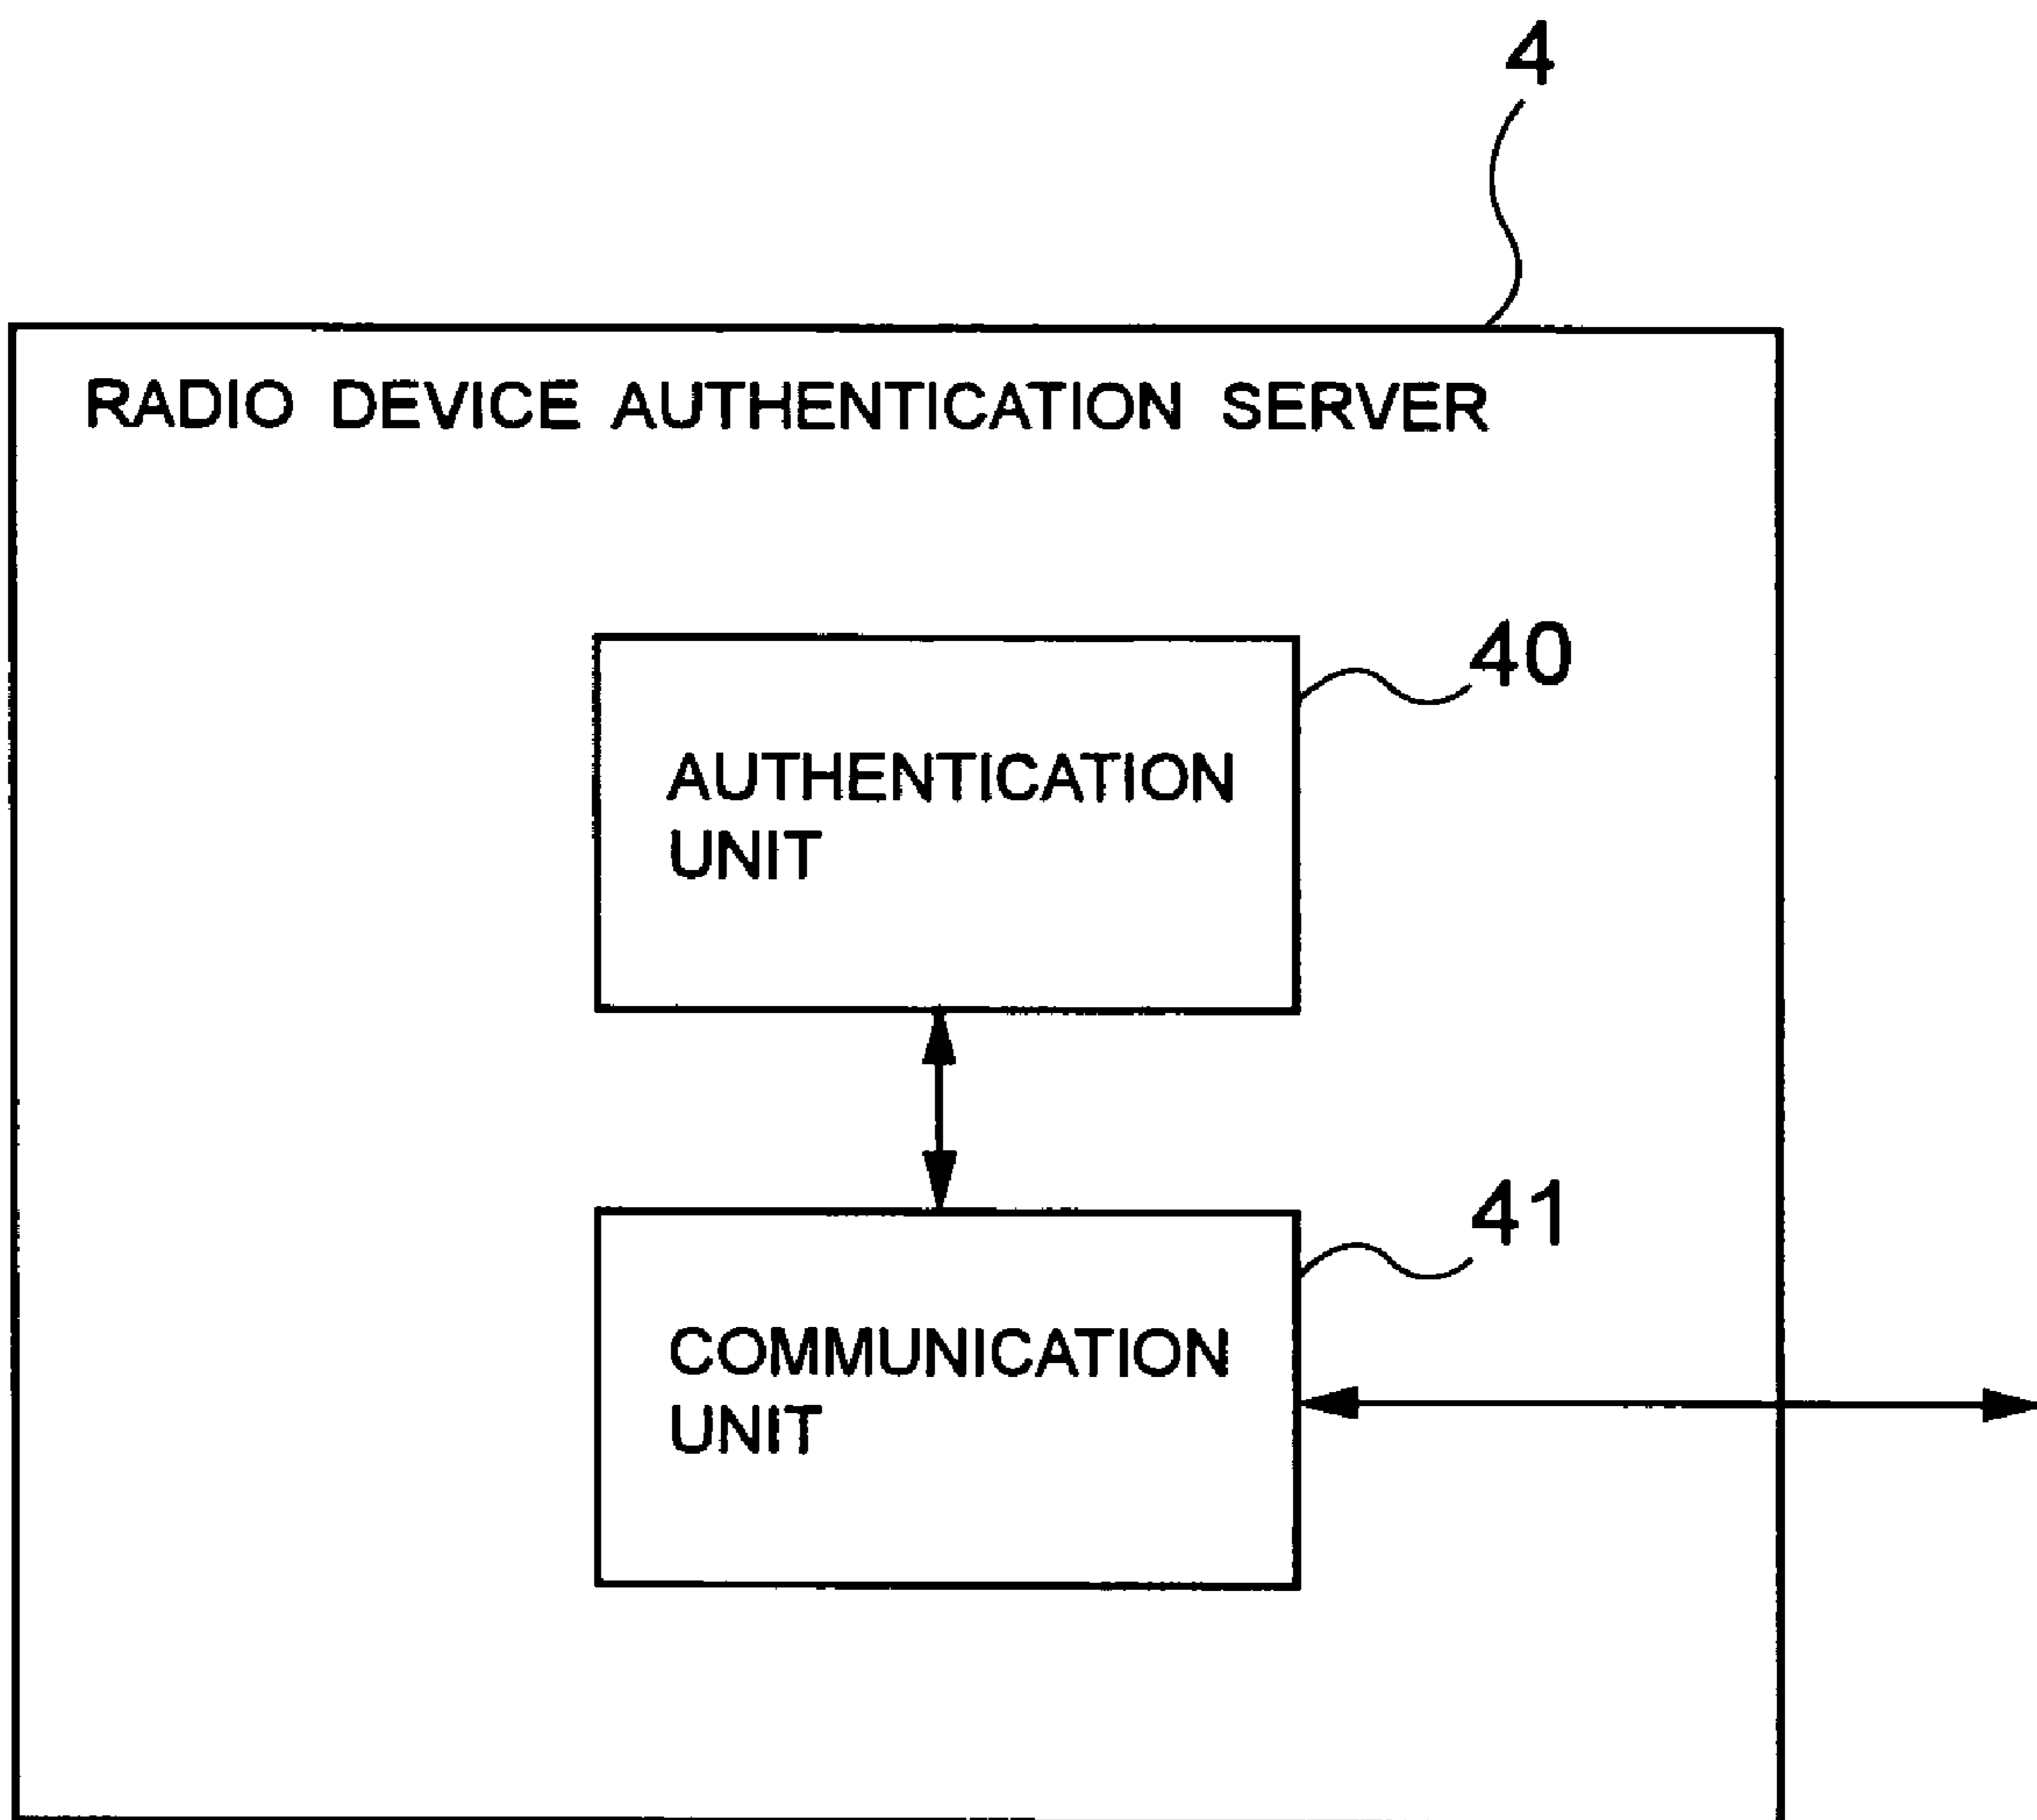 4
RADIO DEVICE AUTHENTICATION SERVER
40
AUTHENTICATION
UNIT
41
COMMUNICATION
UNIT